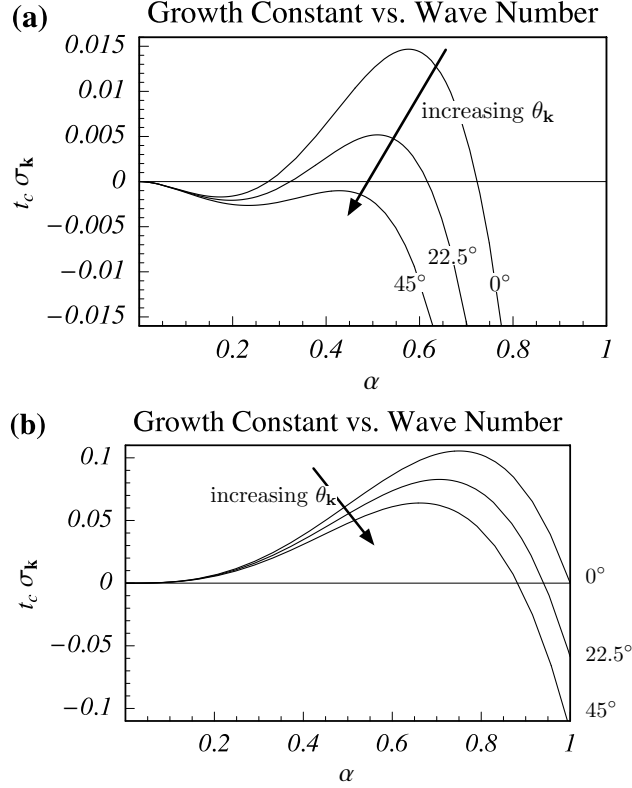 (a) Growth Constant vs. Wave Number
0.015
0.01
0.005
0
−0.005
−0.01
−0.015
t_c σ_k
increasing θ_k
45°
22.5°
0°
0.2 0.4 0.6 0.8 1
α
(b) Growth Constant vs. Wave Number
0.1
0.05
0
−0.05
−0.1
t_c σ_k
increasing θ_k
0°
22.5°
45°
0.2 0.4 0.6 0.8 1
α